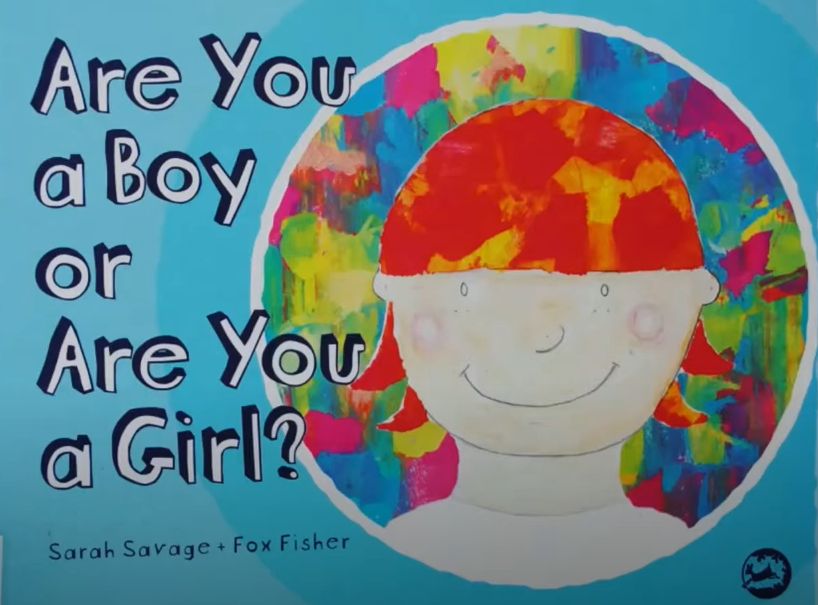 Are You
a Boy
or
Are You
a Girl?
Sarah Savage + Fox Fisher